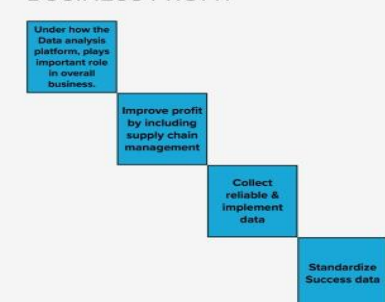 Under how the
Data analysis
platform, plays
important role
in overall
business.
Improve profit
by including
supply chain
management
Collect
reliable &
implement
data
Standardize
Success data